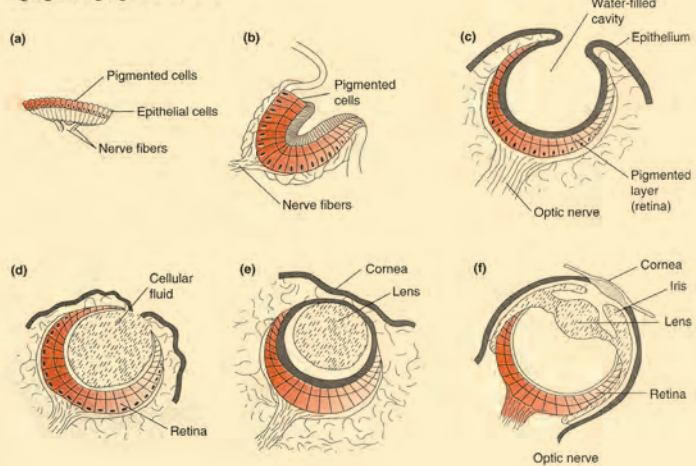 (a)
Pigmented cells
Epithelial cells
Nerve fibers
(b)
Pigmented
cells
Nerve fibers
(c)
Water-filled
cavity
Epithelium
Pigmented
layer
(retina)
Optic nerve
(d)
Cellular
fluid
Retina
(e)
Cornea
Lens
(f)
Cornea
Iris
Lens
Retina
Optic nerve